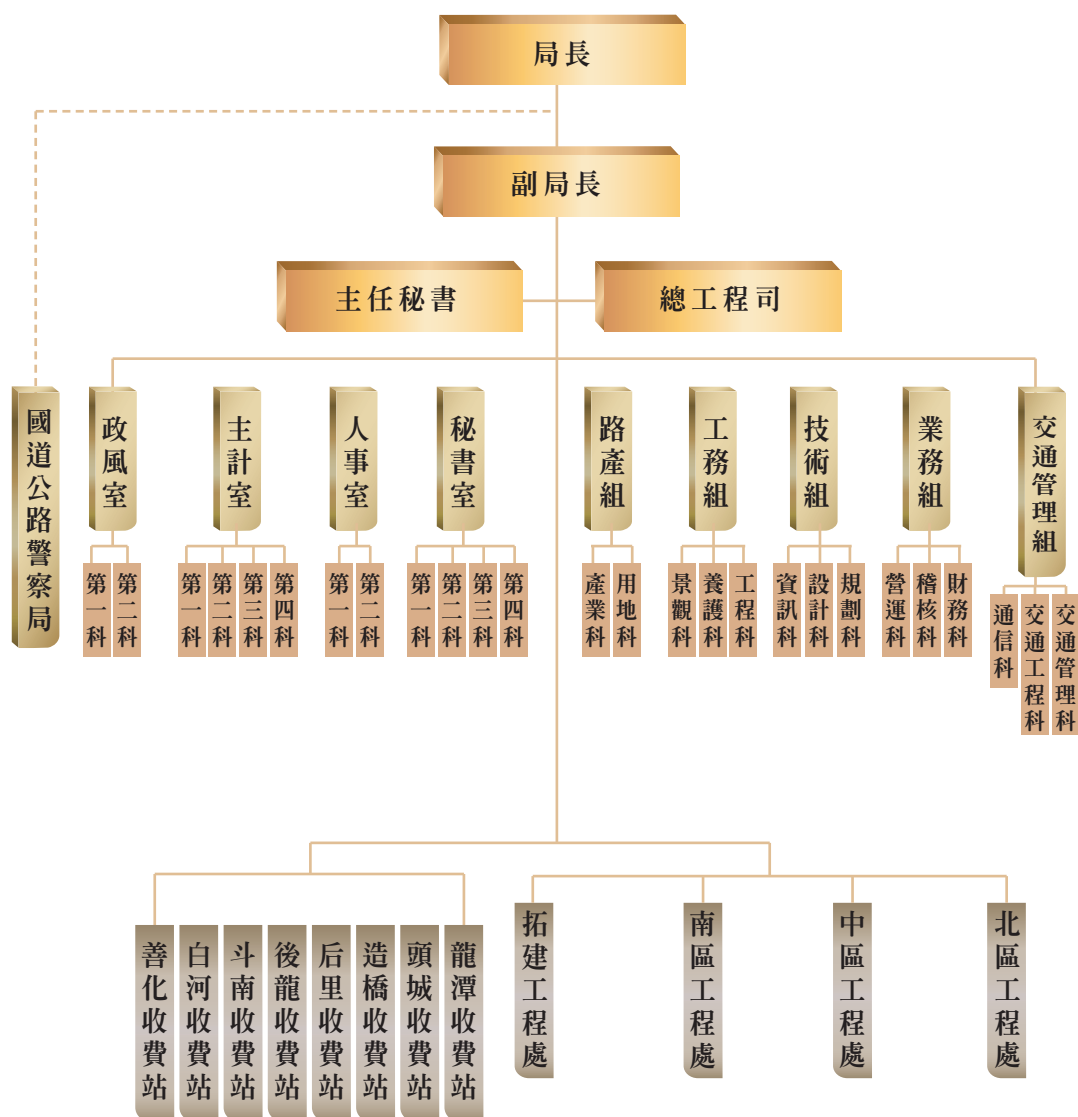 局長
副局長
主任秘書
總工程司
國道公路警察局
政風室
主計室
人事室
秘書室
路產組
工務組
技術組
業務組
交通管理組
第一科
第二科
第一科
第二科
第三科
第四科
第一科
第二科
第一科
第二科
第三科
第四科
產業科
用地科
景觀科
養護科
工程科
資訊科
設計科
規劃科
營運科
稽核科
財務科
通信科
交通工程科
交通管理科
善化收費站
白河收費站
斗南收費站
後龍收費站
后里收費站
造橋收費站
頭城收費站
龍潭收費站
拓建工程處
南區工程處
中區工程處
北區工程處